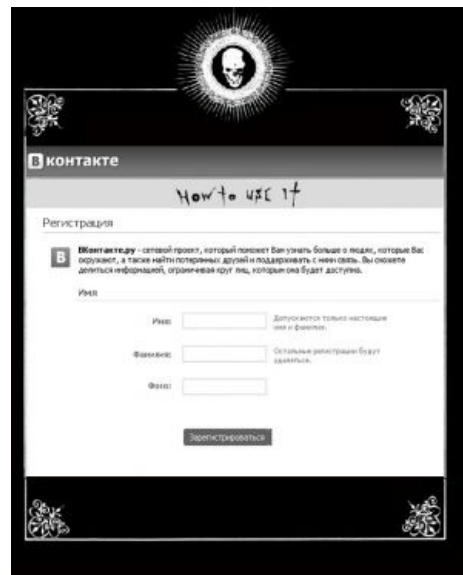 В контакте
How to USE IT
Регистрация
ВКонтакте.ру – сетевой проект, который поможет Вам узнать больше о людях, которые Вас
окружают, а также найти потерянных друзей и поддерживать с ними связь. Вы сможете
делиться информацией, ограничивая круг лиц, которым она будет доступна.
Имя
Имя:
Допускаются только настоящие
имя и фамилия.
Фамилия:
Остальные регистрации будут
удаляться.
Фото:
Зарегистрироваться